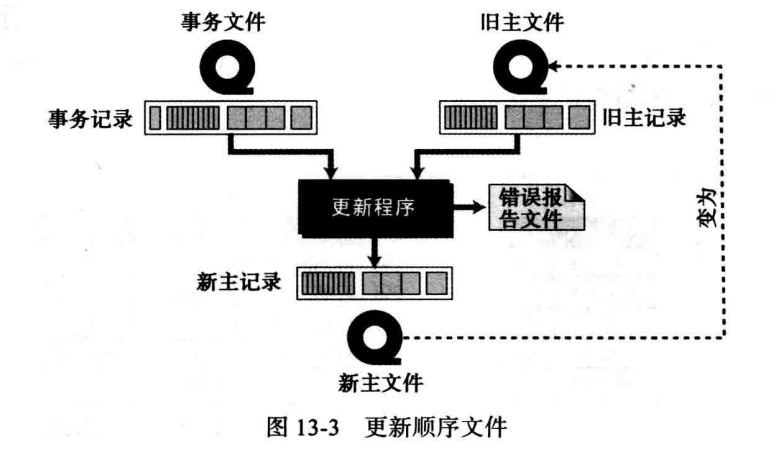 事务文件
旧主文件
事务记录
旧主记录
更新程序
错误报
告文件
变为
新主记录
新主文件
图 13-3 更新顺序文件